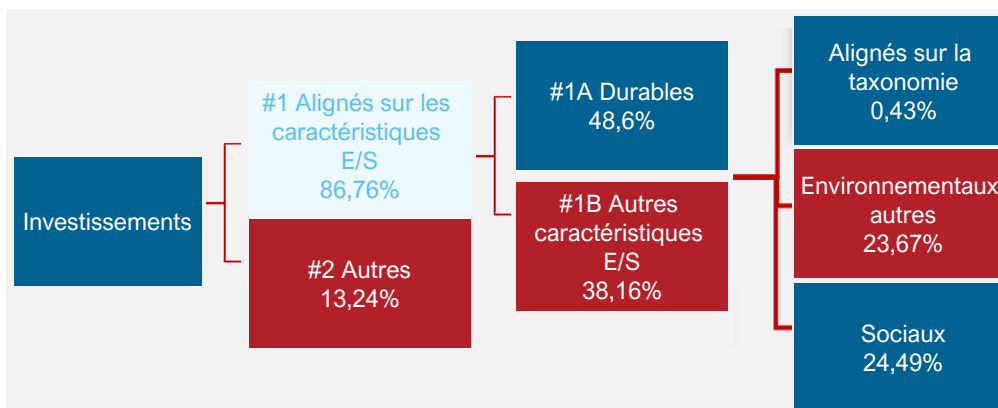 Investissements
#1 Alignés sur les
caractéristiques
E/S
86,76%
#2 Autres
13,24%
#1A Durables
48,6%
#1B Autres
caractéristiques
E/S
38,16%
Alignés sur la
taxonomie
0,43%
Environnementaux
autres
23,67%
Sociaux
24,49%